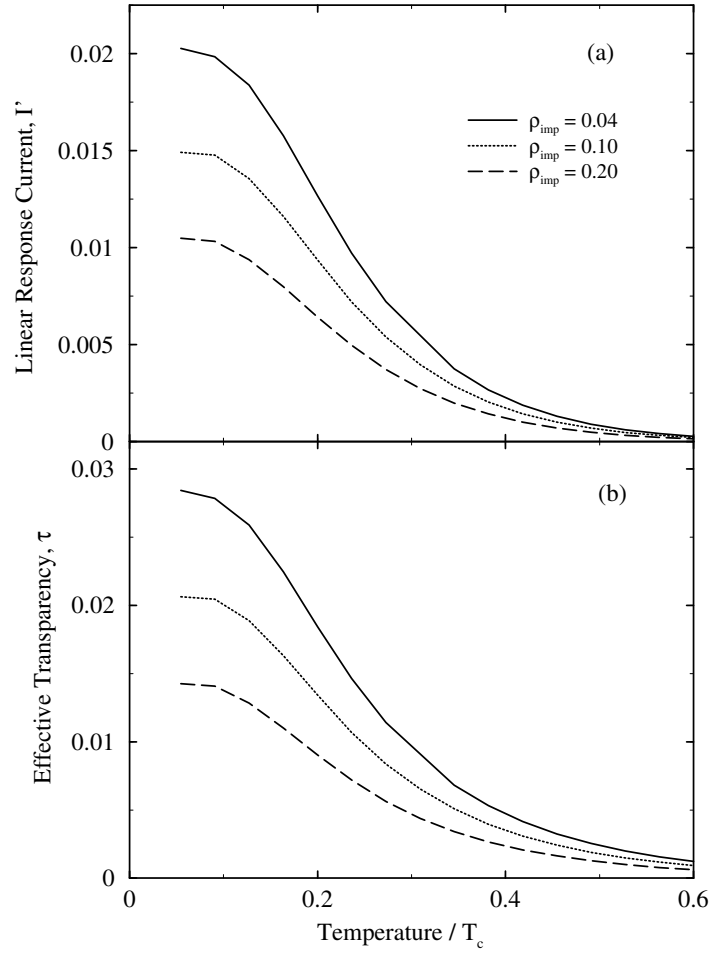 0.02
0.015
0.01
0.005
0
Linear Response Current, I'
(a)
ρimp = 0.04
ρimp = 0.10
ρimp = 0.20
0.03
0.02
0.01
0
Effective Transparency, τ
(b)
0 0.2 0.4 0.6
Temperature / Tc